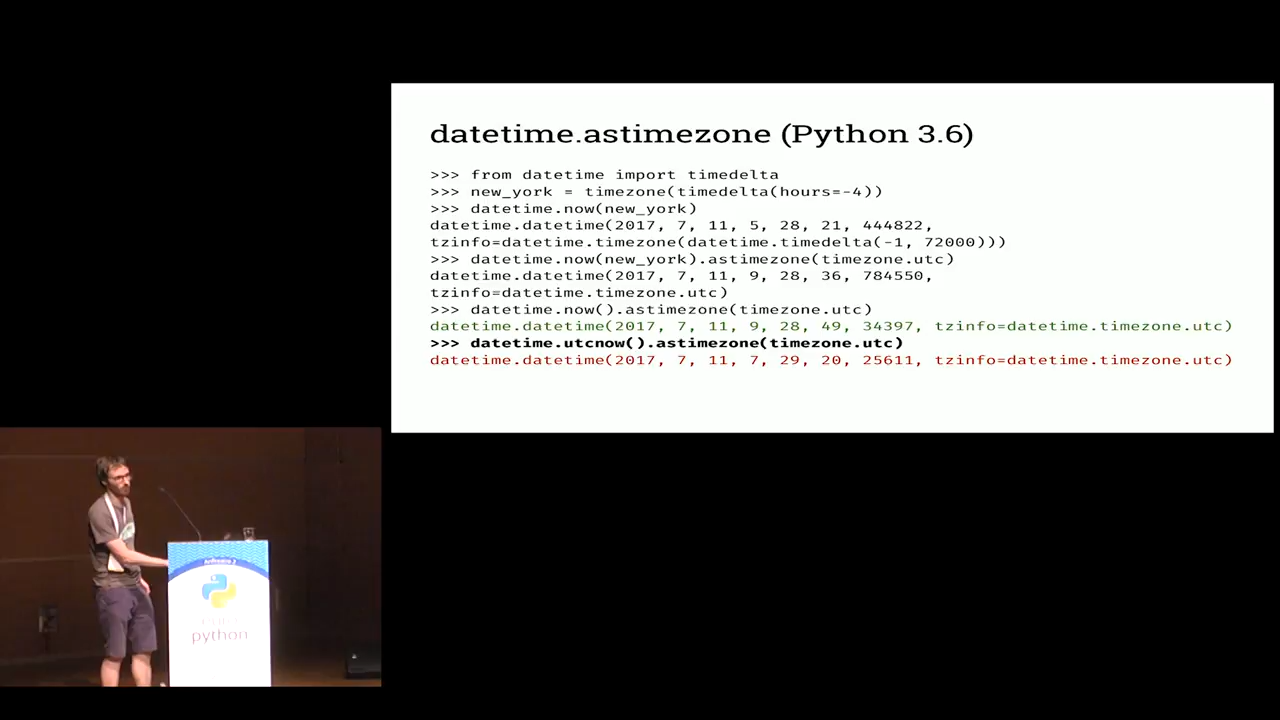 datetime.astimezone (Python 3.6)
>>> from datetime import timedelta
>>> new_york = timezone(timedelta(hours=-4))
>>> datetime.now(new_york)
datetime.datetime(2017, 7, 11, 5, 28, 21, 444822,
tzinfo=datetime.timezone(datetime.timedelta(-1, 72000)))
>>> datetime.now(new_york).astimezone(timezone.utc)
datetime.datetime(2017, 7, 11, 9, 28, 36, 784550,
tzinfo=datetime.timezone.utc)
>>> datetime.now().astimezone(timezone.utc)
datetime.datetime(2017, 7, 11, 9, 28, 49, 34397, tzinfo=datetime.timezone.utc)
>>> datetime.utcnow().astimezone(timezone.utc)
datetime.datetime(2017, 7, 11, 7, 29, 20, 25611, tzinfo=datetime.timezone.utc)
python